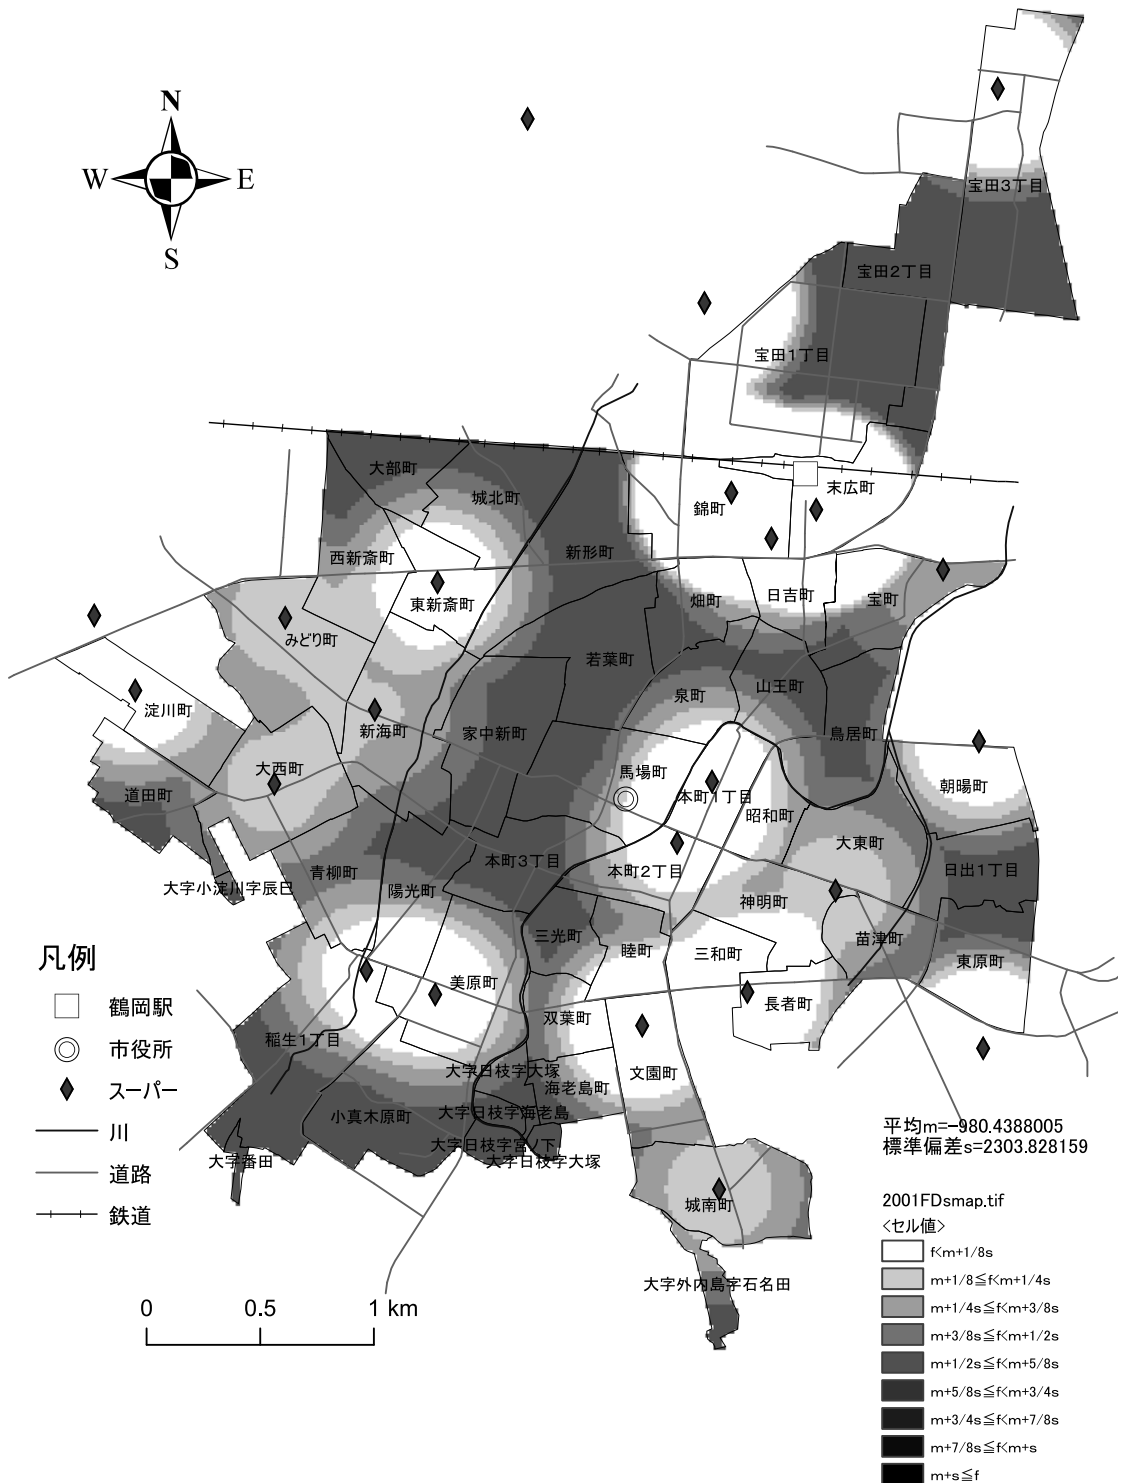 N
W
E
S
宝田3丁目
宝田2丁目
宝田1丁目
大部町
城北町
末広町
錦町
西新斎町
新形町
東新斎町
畑町
日吉町
宝町
みどり町
若葉町
泉町
山王町
淀川町
新海町
家中新町
鳥居町
大西町
馬場町
朝暘町
道田町
本町1丁目
昭和町
大東町
青柳町
本町3丁目
本町2丁目
日出1丁目
大字小淀川字辰巳
陽光町
神明町
三光町
睦町
三和町
苗津町
東原町
美原町
双葉町
長者町
稲生1丁目
大字日枝字大塚
海老島町
文園町
小真木原町
大字日枝字海老島
大字日枝字宮ノ下
大字番田
大字日枝字大塚
城南町
大字外内島字石名田
凡例
鶴岡駅
市役所
スーパー
川
道路
鉄道
0
0.5
1 km
平均m=-980.4388005
標準偏差s=2303.828159
2001FDsmap.tif
<セル値>
f<m+1/8s
m+1/8≦f<m+1/4s
m+1/4s≦f<m+3/8s
m+3/8s≦f<m+1/2s
m+1/2s≦f<m+5/8s
m+5/8s≦f<m+3/4s
m+3/4s≦f<m+7/8s
m+7/8s≦f<m+s
m+s≦f